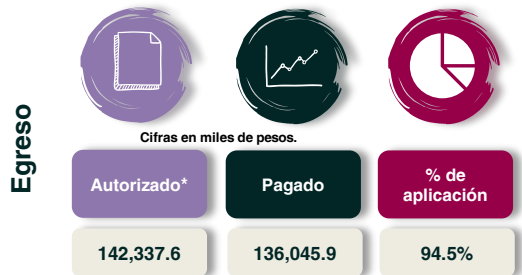 Egreso
Cifras en miles de pesos.
Autorizado*
Pagado
% de
aplicación
142,337.6
136,045.9
94.5%